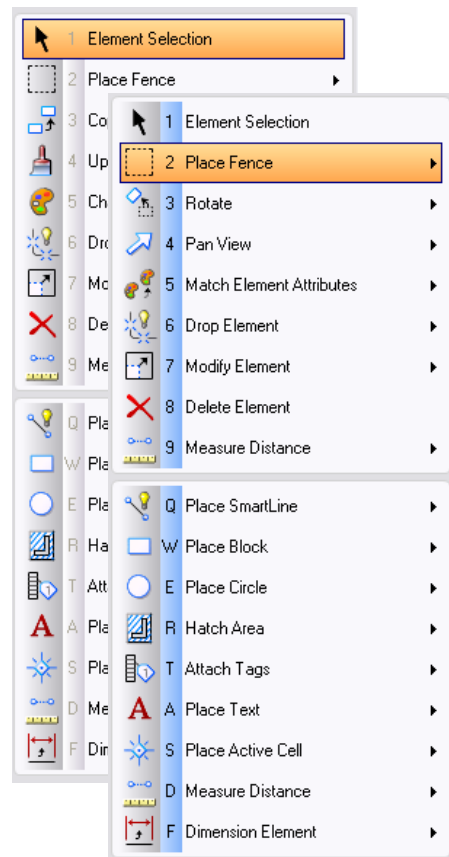 1 Element Selection
2 Place Fence
3 Co
4 Up
5 Ch
6 Dro
7 Mo
8 De
9 Me
Q Pla
W Pla
E Pla
R Ha
T Att
A Pla
S Pla
D Me
F Dim
1 Element Selection
2 Place Fence
3 Rotate
4 Pan View
5 Match Element Attributes
6 Drop Element
7 Modify Element
8 Delete Element
9 Measure Distance
Q Place SmartLine
W Place Block
E Place Circle
R Hatch Area
T Attach Tags
A Place Text
S Place Active Cell
D Measure Distance
F Dimension Element